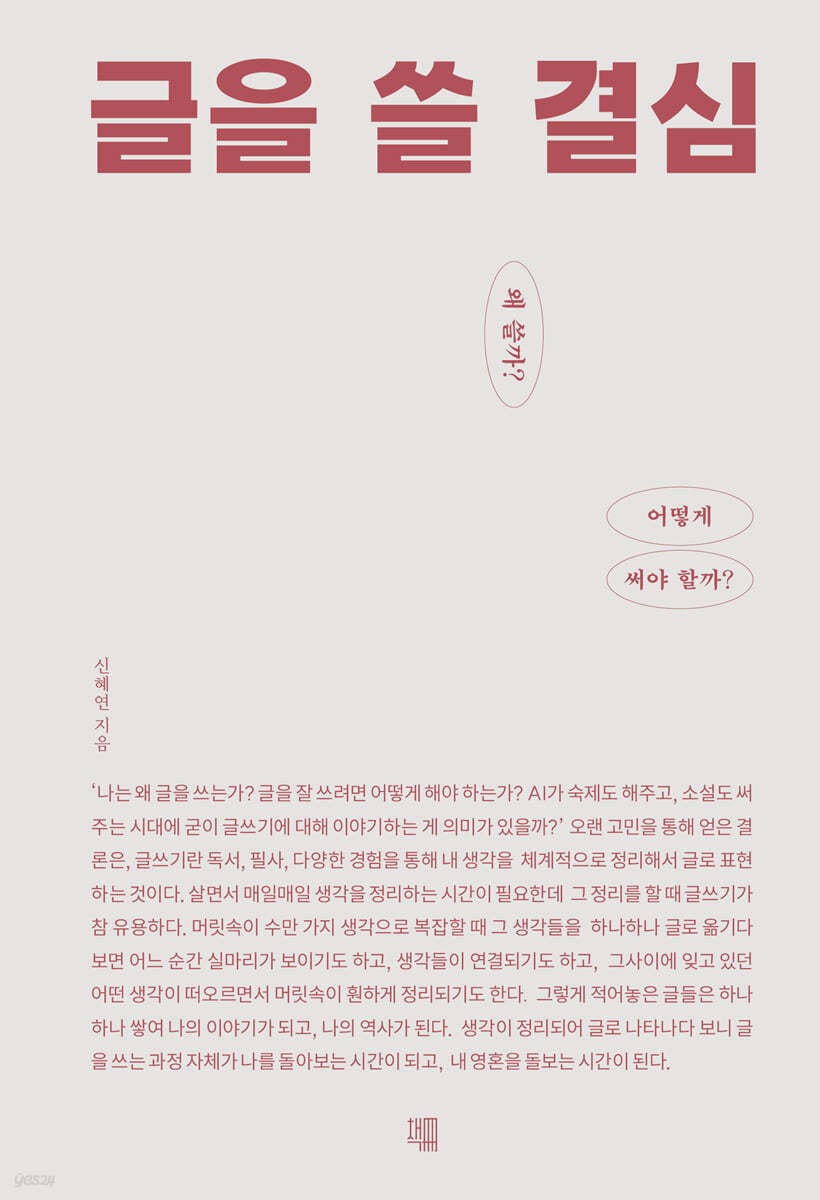 글을 쓸 결심
왜 쓸까?
어떻게
써야 할까?
신혜연 지음
‘나는 왜 글을 쓰는가? 글을 잘 쓰려면 어떻게 해야 하는가? AI가 숙제도 해주고, 소설도 써
주는 시대에 굳이 글쓰기에 대해 이야기하는 게 의미가 있을까?’ 오랜 고민을 통해 얻은 결
론은, 글쓰기란 독서, 필사, 다양한 경험을 통해 내 생각을 체계적으로 정리해서 글로 표현
하는 것이다. 살면서 매일매일 생각을 정리하는 시간이 필요한데 그 정리를 할 때 글쓰기가
참 유용하다. 머릿속이 수만 가지 생각으로 복잡할 때 그 생각들을 하나하나 글로 옮기다
보면 어느 순간 실마리가 보이기도 하고, 생각들이 연결되기도 하고, 그사이에 잊고 있던
어떤 생각이 떠오르면서 머릿속이 훤하게 정리되기도 한다. 그렇게 적어놓은 글들은 하나
하나 쌓여 나의 이야기가 되고, 나의 역사가 된다. 생각이 정리되어 글로 나타나다 보니 글
을 쓰는 과정 자체가 나를 돌아보는 시간이 되고, 내 영혼을 돌보는 시간이 된다.
책책
yes24